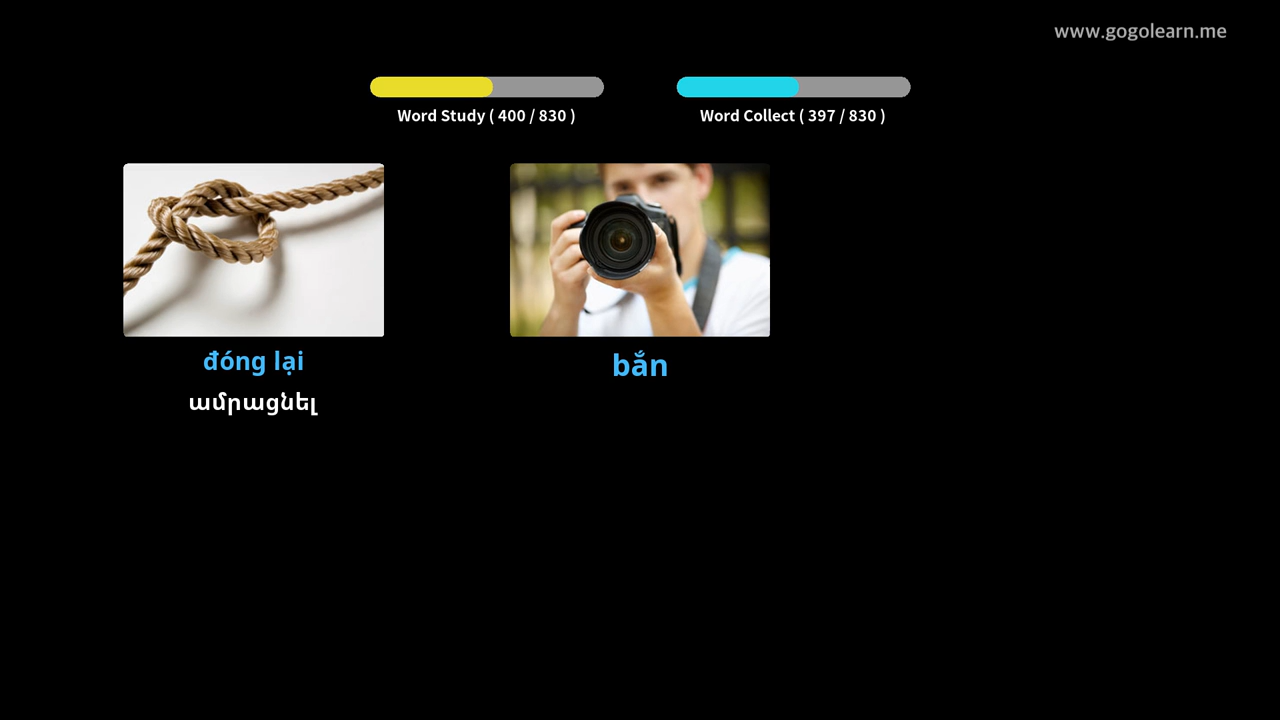 www.gogolearn.me
Word Study ( 400 / 830 )
Word Collect ( 397 / 830 )
đóng lại
ամրացնել
bắn